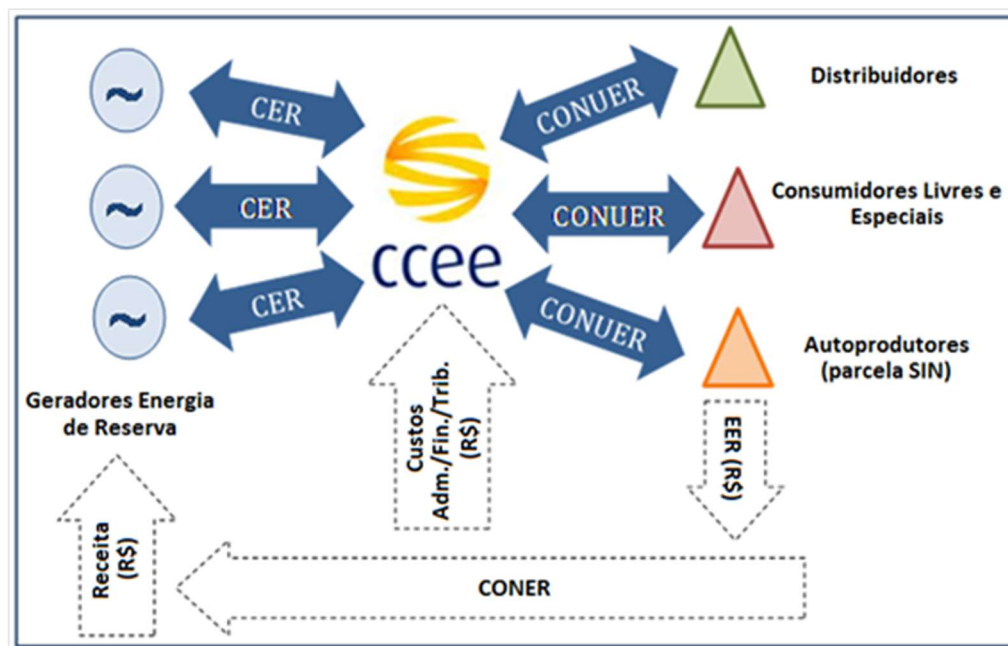 CER
CER
CER
ccee
CONUER
CONUER
CONUER
Distribuidores
Consumidores Livres e
Especiais
Autoprodutores
(parcela SIN)
Geradores Energia
de Reserva
Receita
(R$)
Custos
Adm./Fin./Trib.
(R$)
EER (R$)
CONER